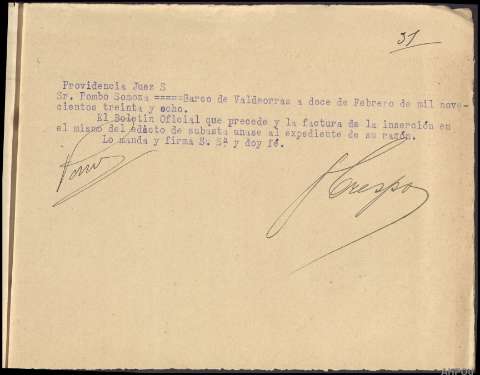 31
Providencia Juez S
Sr. Pombo Somoza =====Barco de Valdeorras a doce de Febrero de mil nove-
cientos treinta y ocho.
El Boletin Oficial que precede y la factura de la inserción en
el mismo del edicto de subasta unase al expediente de su razón.
Lo manda y firma S. Sª y doy fé.
Crespo